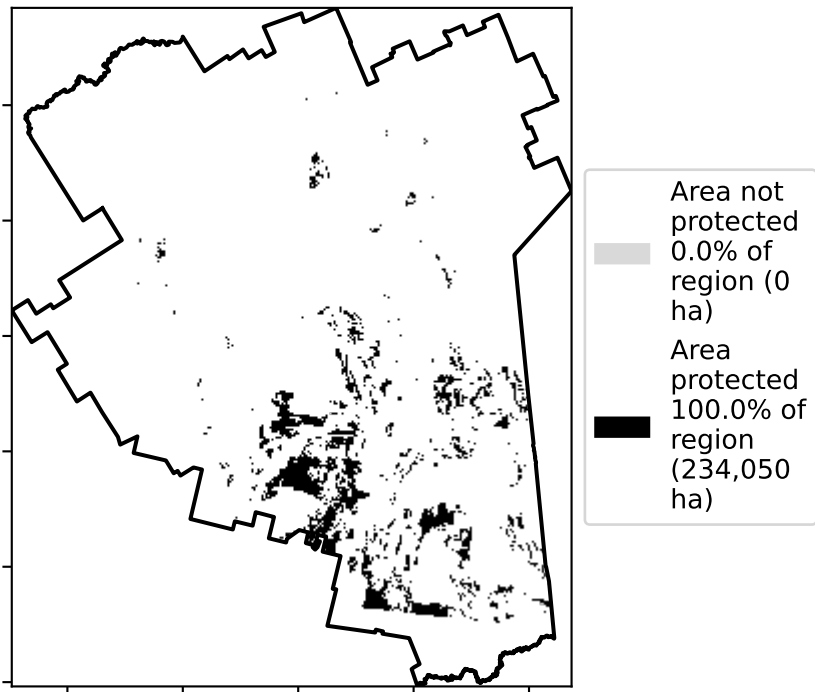 Area not
protected
0.0% of
region (0
ha)
Area
protected
100.0% of
region
(234,050
ha)